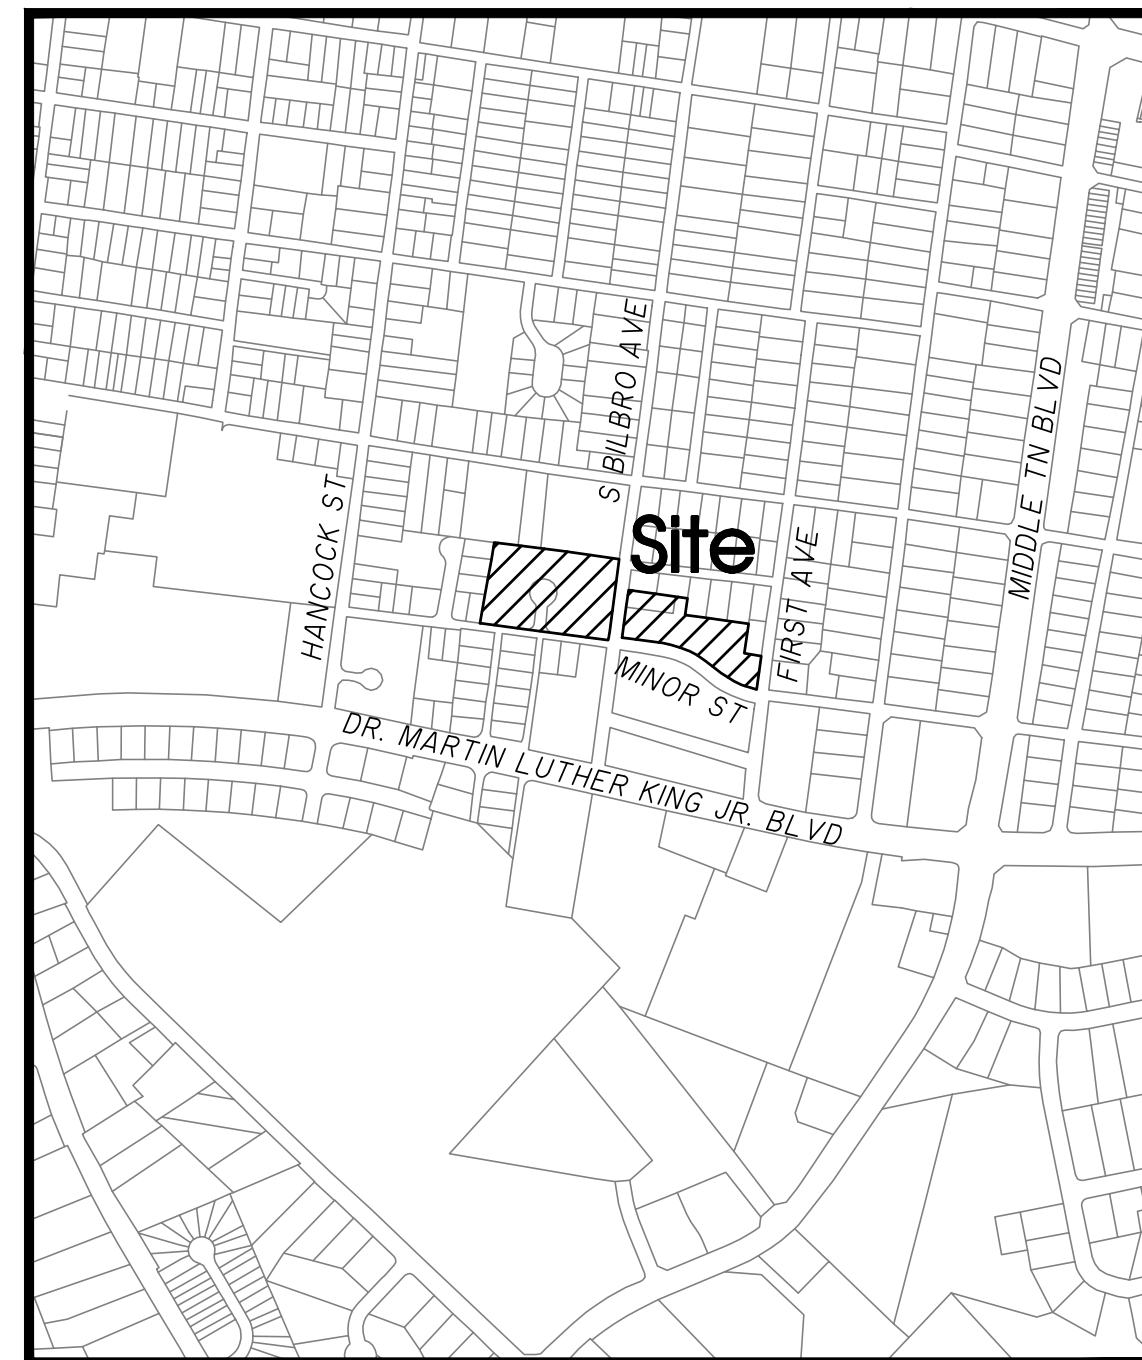 S BILBRO AVE
MIDDLE TN BLVD
HANCOCK ST
Site
FIRST AVE
MINOR ST
DR. MARTIN LUTHER KING JR. BLVD